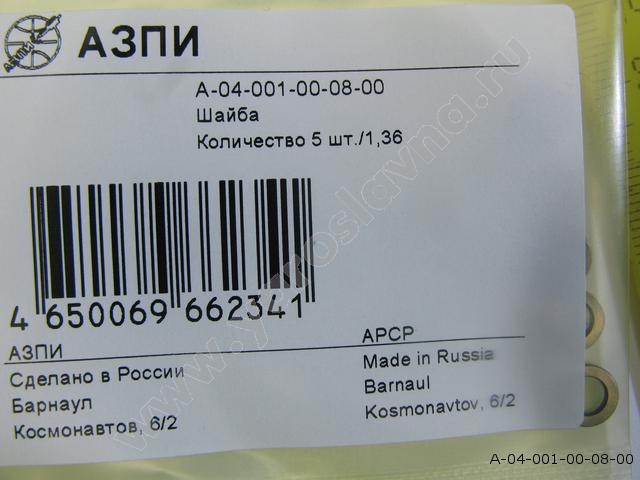 АЗПИ
А-04-001-00-08-00
Шайба
Количество 5 шт./1,36
4 650069 662341
АЗПИ
Сделано в России
Барнаул
Космонавтов, 6/2
APCP
Made in Russia
Barnaul
Kosmonavtov, 6/2
www.yaroslavna.ru
А-04-001-00-08-00